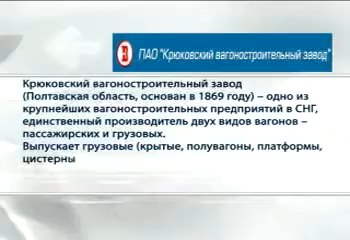 ПАО "Крюковский вагоностроительный завод"
Крюковский вагоностроительный завод
(Полтавская область, основан в 1869 году) – одно из
крупнейших вагоностроительных предприятий в СНГ,
единственный производитель двух видов вагонов –
пассажирских и грузовых.
Выпускает грузовые (крытые, полувагоны, платформы,
цистерны